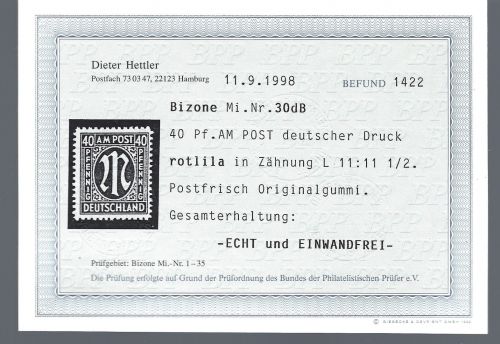 Dieter Hettler
Postfach 73 03 47, 22123 Hamburg
11.9.1998
BEFUND 1422
Bizone Mi.Nr.30dB
40 Pf.AM POST deutscher Druck
rotlila in Zähnung L 11:11 1/2.
Postfrisch Originalgummi.
Gesamterhaltung:
-ECHT und EINWANDFREI-
40 AM POST 40
PFENNIG
M
PFENNIG
DEUTSCHLAND
Prüfgebiet: Bizone Mi.-Nr. 1–35
Die Prüfung erfolgte auf Grund der Prüfordnung des Bundes der Philatelistischen Prüfer e.V.